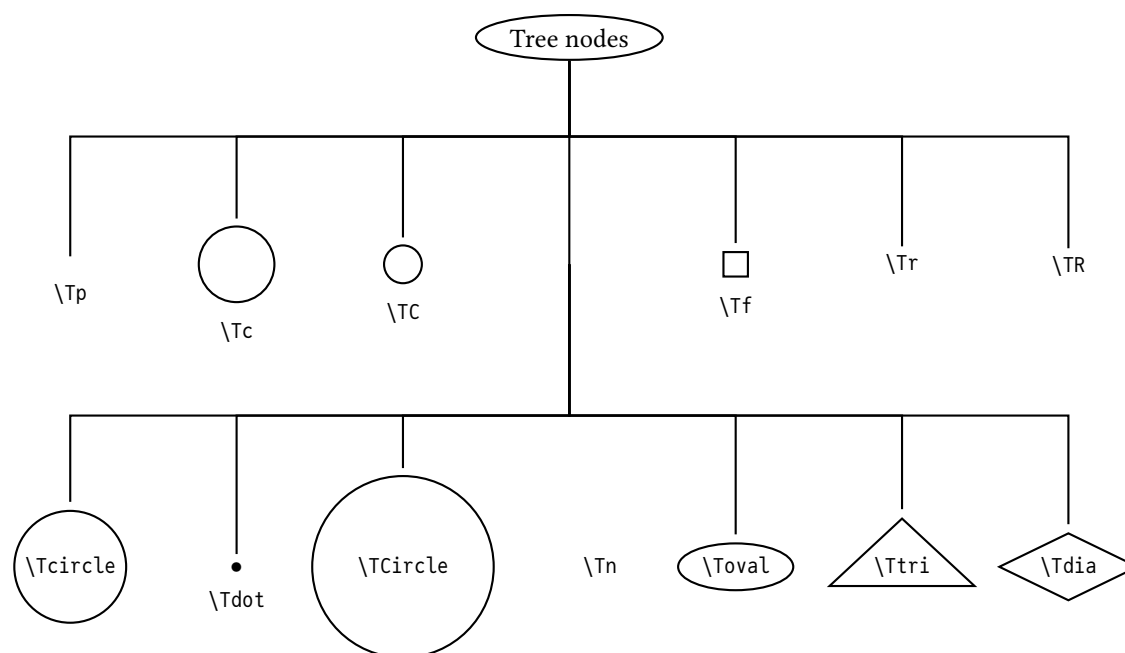 Tree nodes
\Tp
\Tc
\TC
\Tf
\Tr
\TR
\Tcircle
\Tdot
\TCircle
\Tn
\Toval
\Ttri
\Tdia